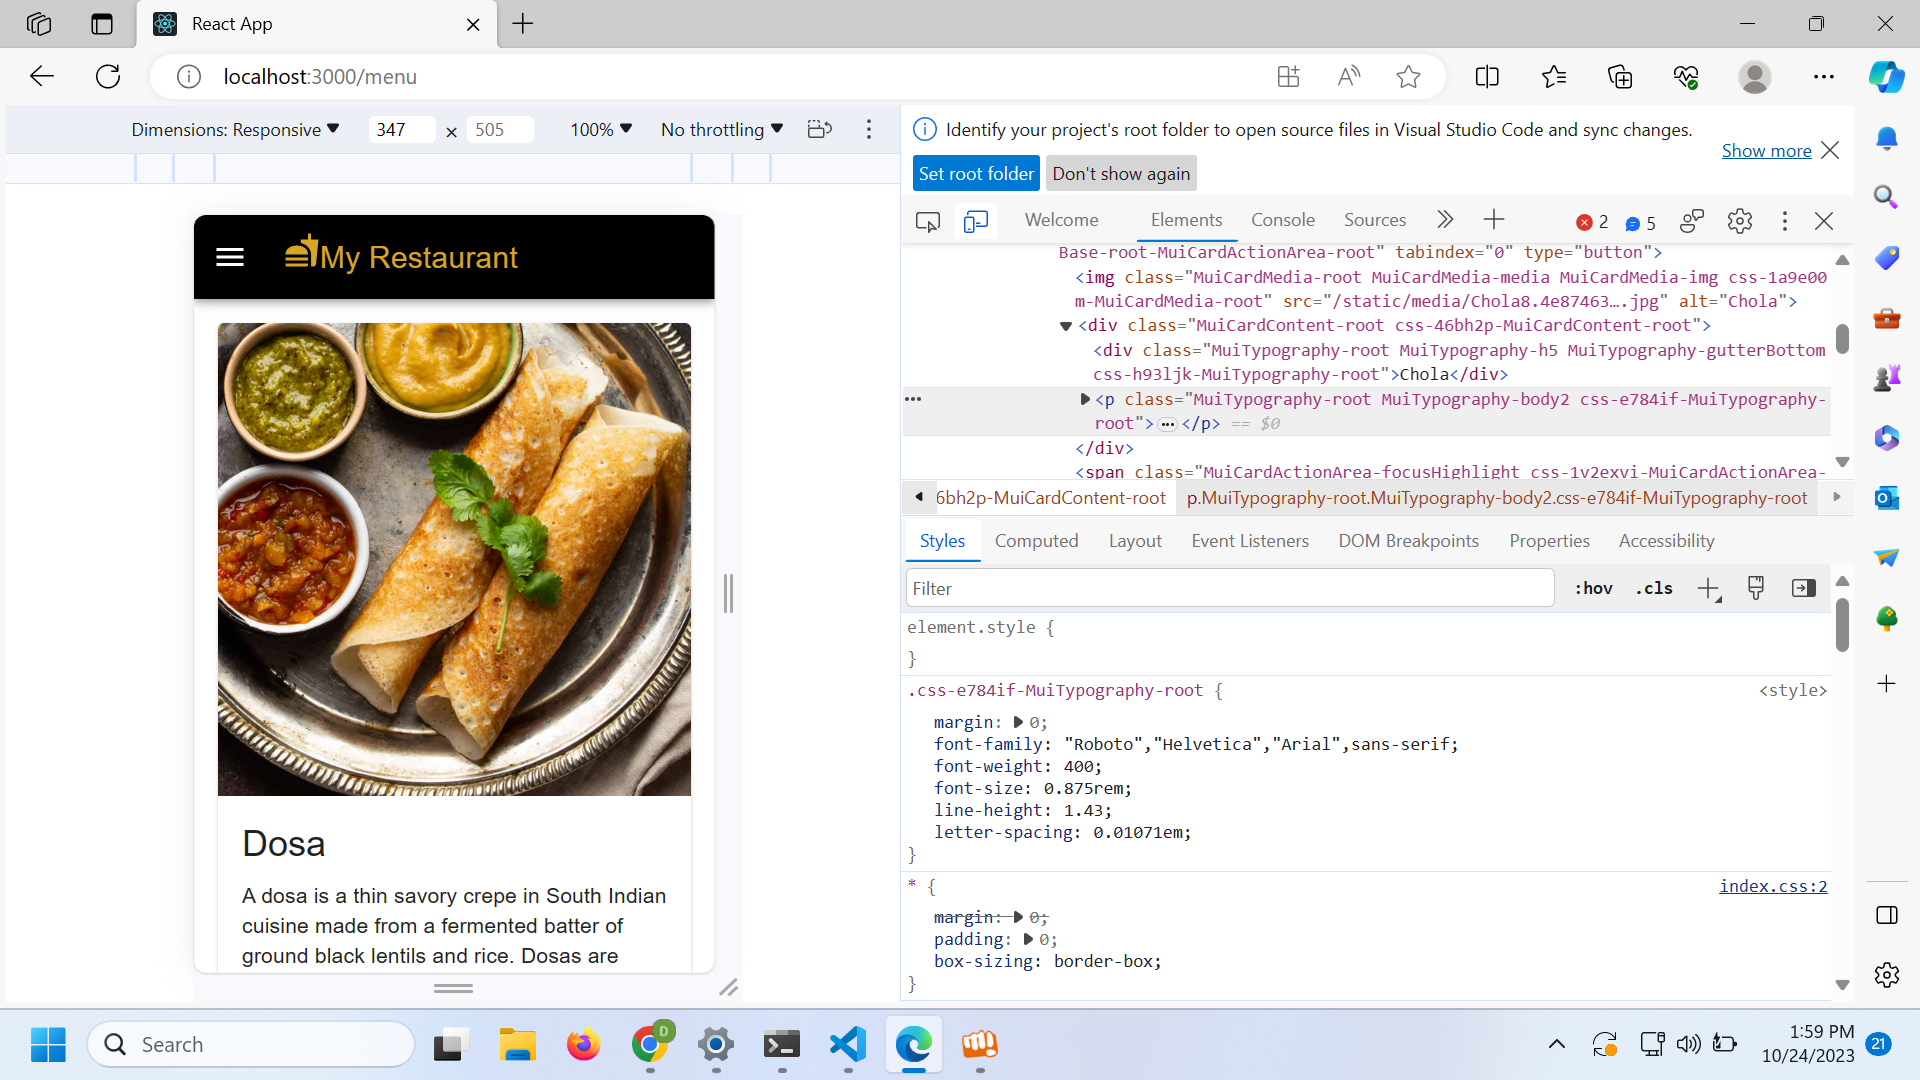 React App
localhost:3000/menu
Dimensions: Responsive 347 × 505 100% No throttling
Identify your project's root folder to open source files in Visual Studio Code and sync changes.
Show more
Set root folder Don't show again
Welcome Elements Console Sources 2 5
My Restaurant
Dosa
A dosa is a thin savory crepe in South Indian
cuisine made from a fermented batter of
ground black lentils and rice. Dosas are
Base-root-MuiCardActionArea-root" tabindex="0" type="button">
<img class="MuiCardMedia-root MuiCardMedia-media MuiCardMedia-img css-1a9e00
m-MuiCardMedia-root" src="/static/media/Chola8.4e87463….jpg" alt="Chola">
<div class="MuiCardContent-root css-46bh2p-MuiCardContent-root">
<div class="MuiTypography-root MuiTypography-h5 MuiTypography-gutterBottom
css-h93ljk-MuiTypography-root">Chola</div>
<p class="MuiTypography-root MuiTypography-body2 css-e784if-MuiTypography-
root">…</p> == $0
</div>
<span class="MuiCardActionArea-focusHighlight css-1v2exvi-MuiCardActionArea-
6bh2p-MuiCardContent-root p.MuiTypography-root.MuiTypography-body2.css-e784if-MuiTypography-root
Styles Computed Layout Event Listeners DOM Breakpoints Properties Accessibility
Filter :hov .cls
element.style {
}
.css-e784if-MuiTypography-root { <style>
margin: 0;
font-family: "Roboto","Helvetica","Arial",sans-serif;
font-weight: 400;
font-size: 0.875rem;
line-height: 1.43;
letter-spacing: 0.01071em;
}
* { index.css:2
margin: 0;
padding: 0;
box-sizing: border-box;
}
Search
D
1:59 PM
10/24/2023
21